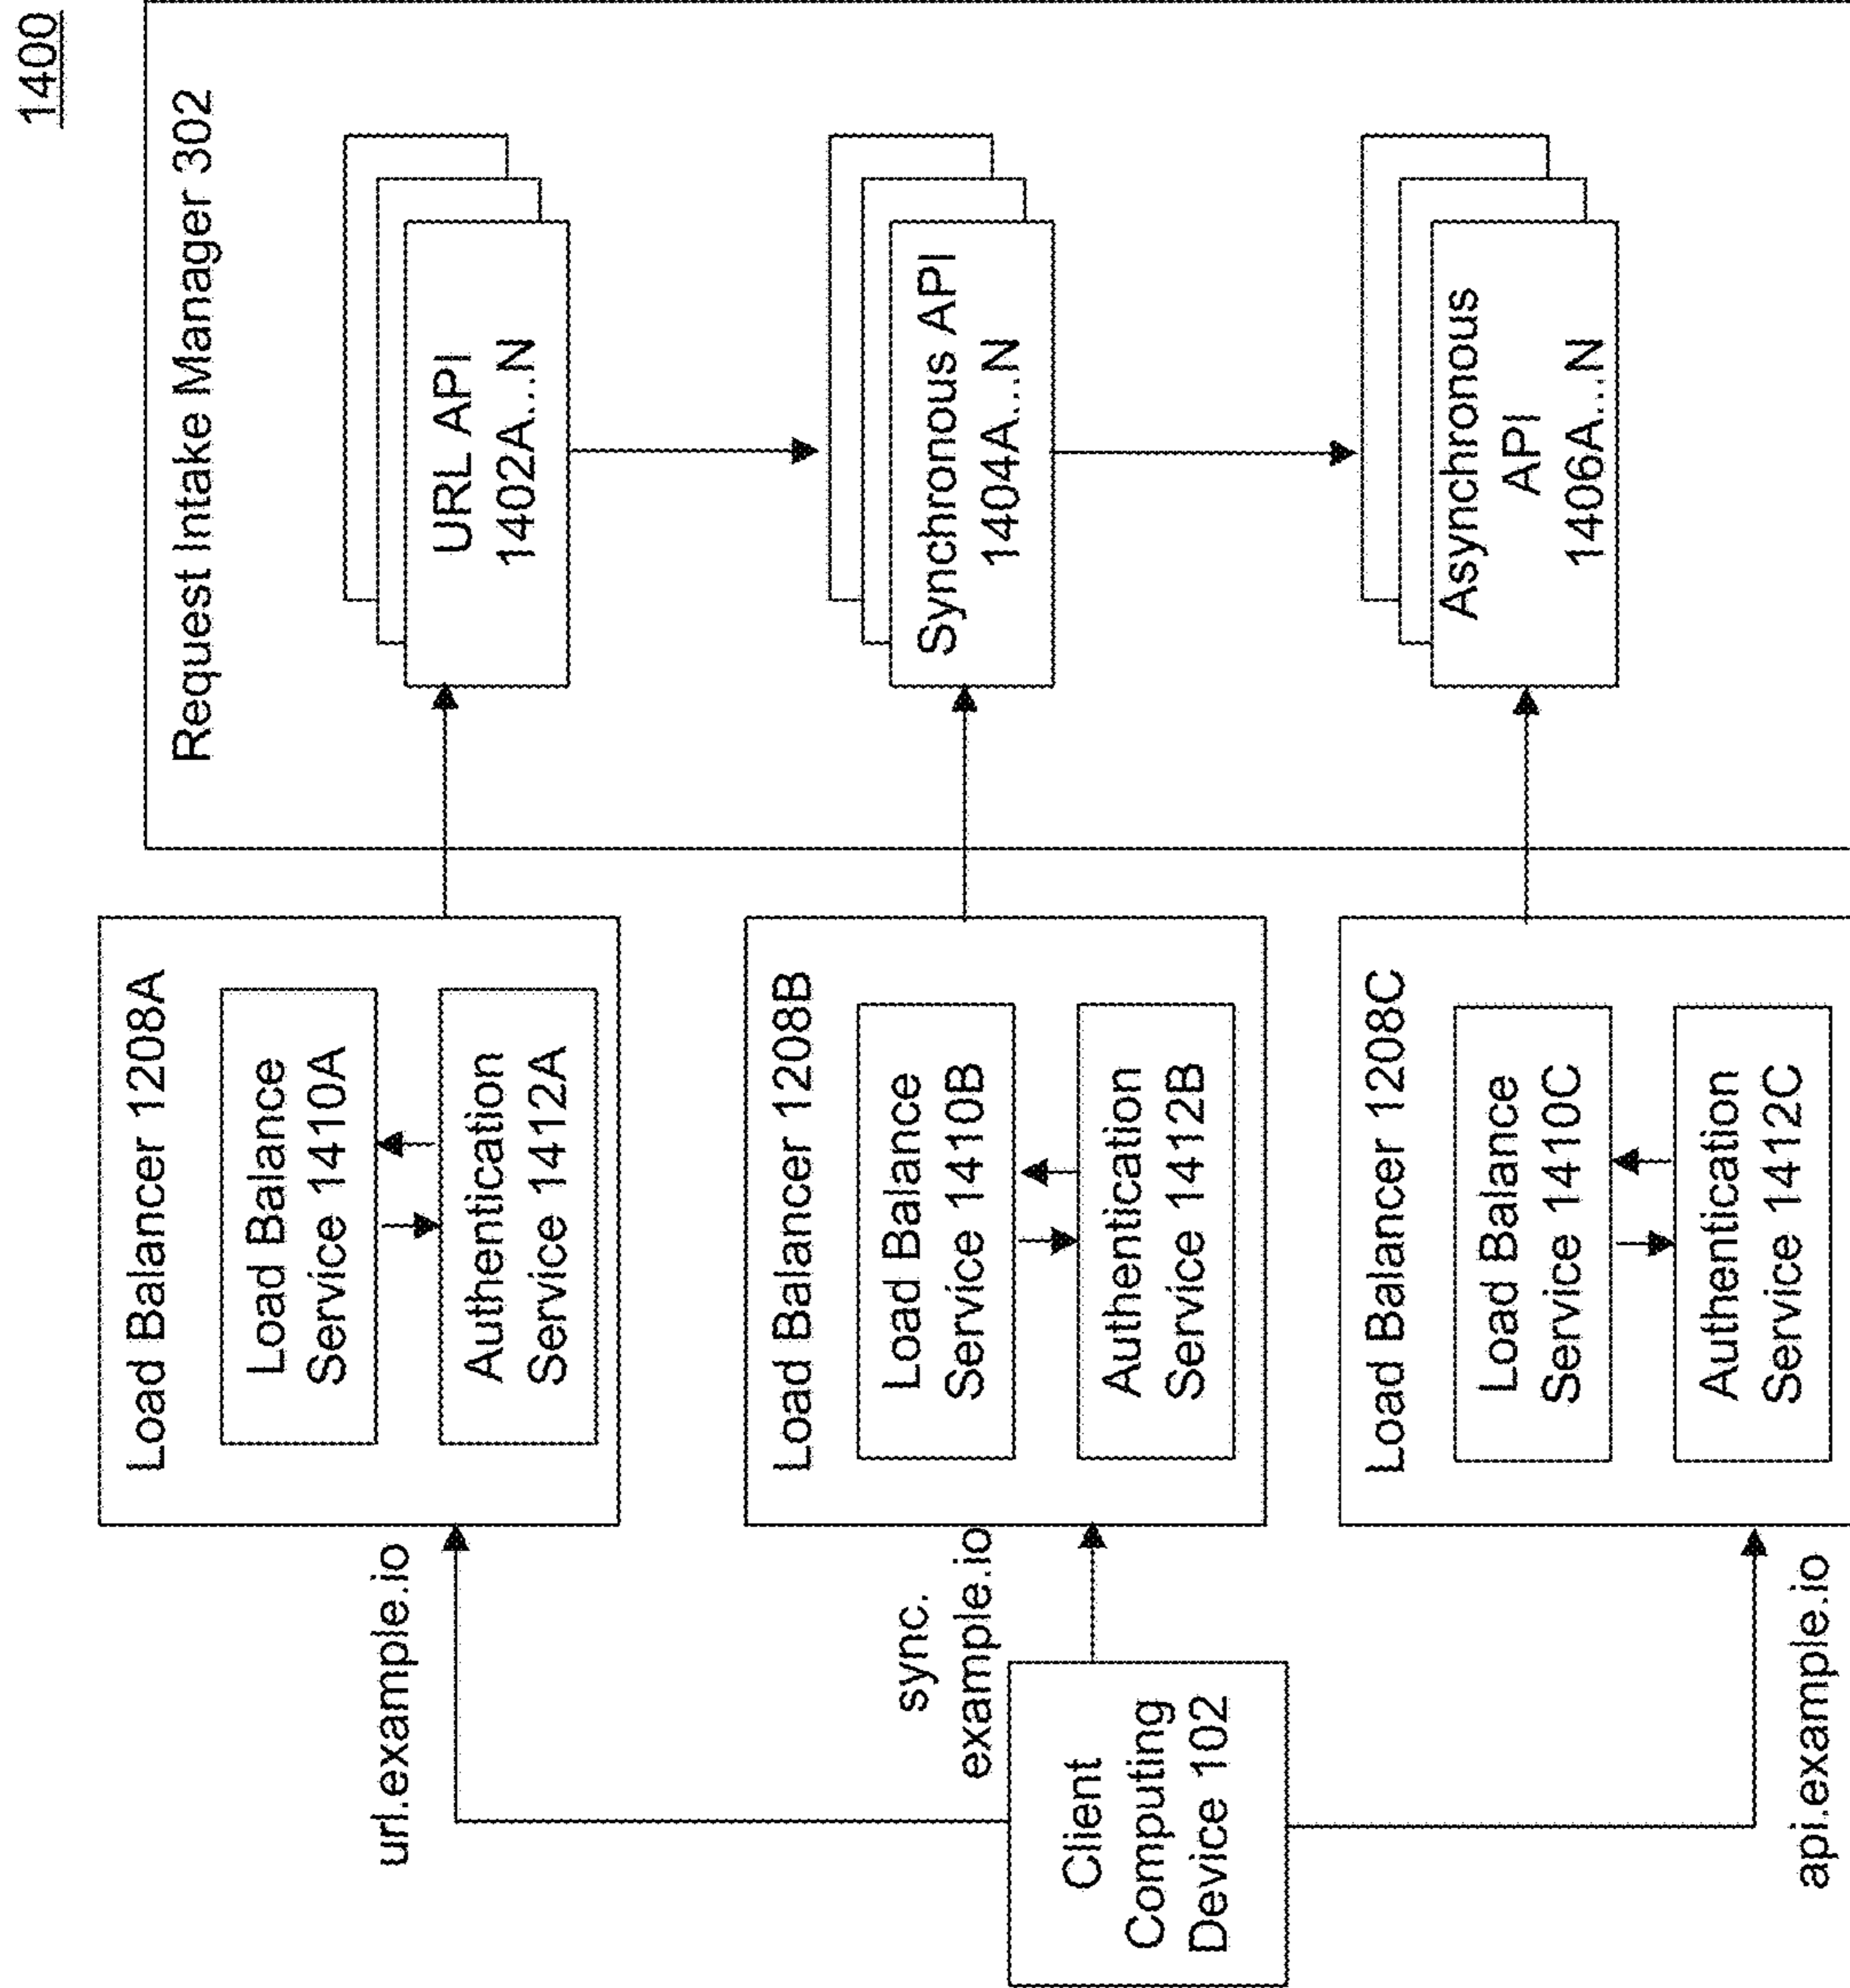 1400
Request Intake Manager 302
URL API
1402A...N
Synchronous API
1404A...N
Asynchronous
API
1406A...N
Load Balancer 1208A
Load Balance
Service 1410A
Authentication
Service 1412A
Load Balancer 1208B
Load Balance
Service 1410B
Authentication
Service 1412B
Load Balancer 1208C
Load Balance
Service 1410C
Authentication
Service 1412C
url.example.io
sync.
example.io
Client
Computing
Device 102
api.example.io